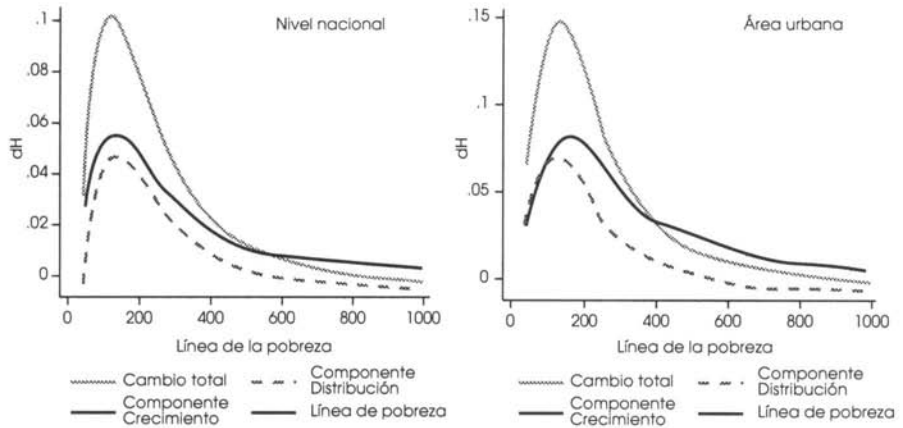 Nivel nacional
.1
.08
.06
.04
.02
0
dH
0 200 400 600 800 1000
Línea de la pobreza
Cambio total
Componente
Distribución
Componente
Crecimiento
Línea de pobreza
Área urbana
.15
.1
.05
0
dH
0 200 400 600 800 1000
Línea de la pobreza
Cambio total
Componente
Distribución
Componente
Crecimiento
Línea de pobreza